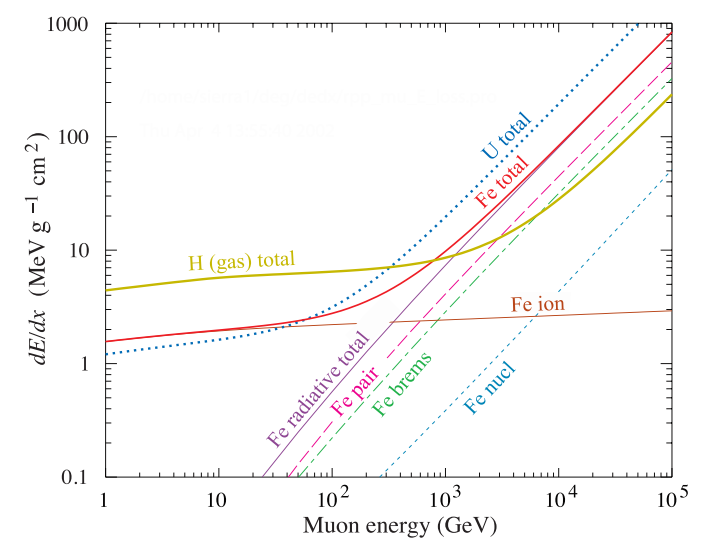 1000
100
10
1
0.1
dE/dx (MeV g⁻¹ cm²)
U total
Fe total
H (gas) total
Fe ion
Fe radiative total
Fe pair
Fe brems
Fe nucl
1 10 10² 10³ 10⁴ 10⁵
Muon energy (GeV)